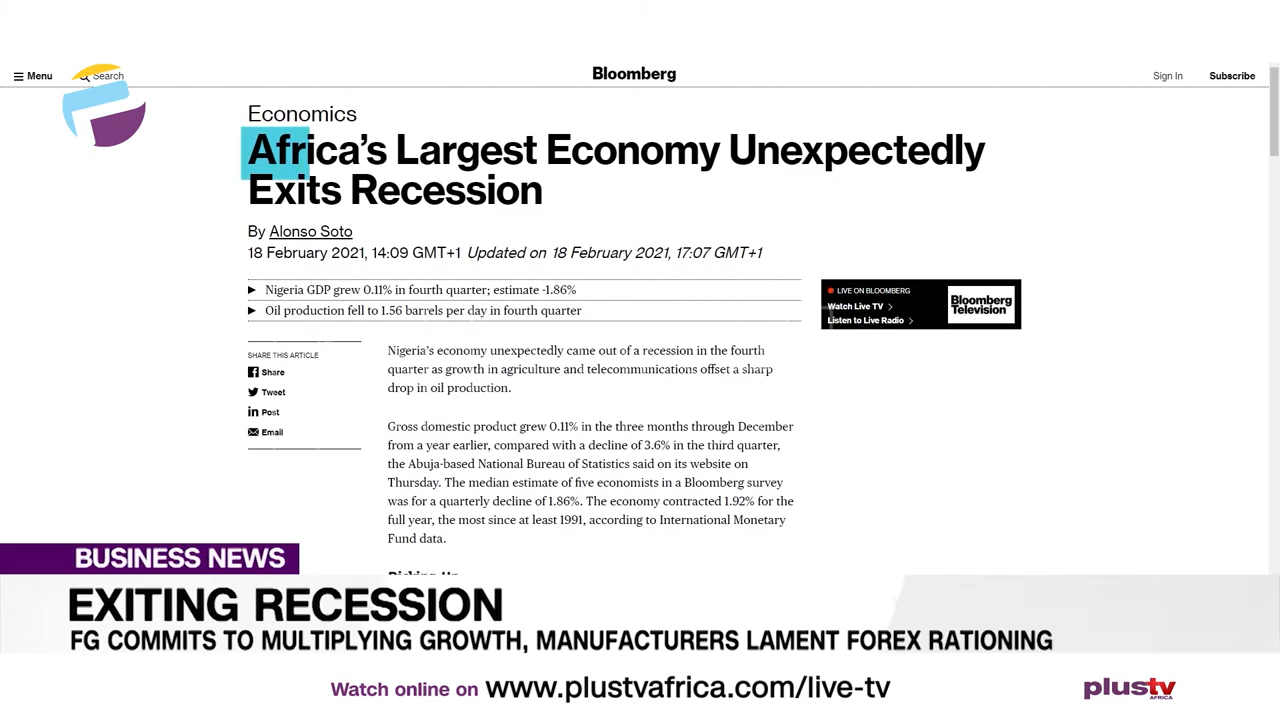 Menu
Search
Bloomberg
Sign In
Subscribe
Economics
Africa's Largest Economy Unexpectedly
Exits Recession
By Alonso Soto
18 February 2021, 14:09 GMT+1 Updated on 18 February 2021, 17:07 GMT+1
Nigeria GDP grew 0.11% in fourth quarter; estimate -1.86%
Oil production fell to 1.56 barrels per day in fourth quarter
LIVE ON BLOOMBERG
Watch Live TV
Listen to Live Radio
Bloomberg
Television
SHARE THIS ARTICLE
Share
Tweet
Post
Email
Nigeria's economy unexpectedly came out of a recession in the fourth
quarter as growth in agriculture and telecommunications offset a sharp
drop in oil production.
Gross domestic product grew 0.11% in the three months through December
from a year earlier, compared with a decline of 3.6% in the third quarter,
the Abuja-based National Bureau of Statistics said on its website on
Thursday. The median estimate of five economists in a Bloomberg survey
was for a quarterly decline of 1.86%. The economy contracted 1.92% for the
full year, the most since at least 1991, according to International Monetary
Fund data.
BUSINESS NEWS
EXITING RECESSION
FG COMMITS TO MULTIPLYING GROWTH, MANUFACTURERS LAMENT FOREX RATIONING
Watch online on www.plustvafrica.com/live-tv
plustv
AFRICA